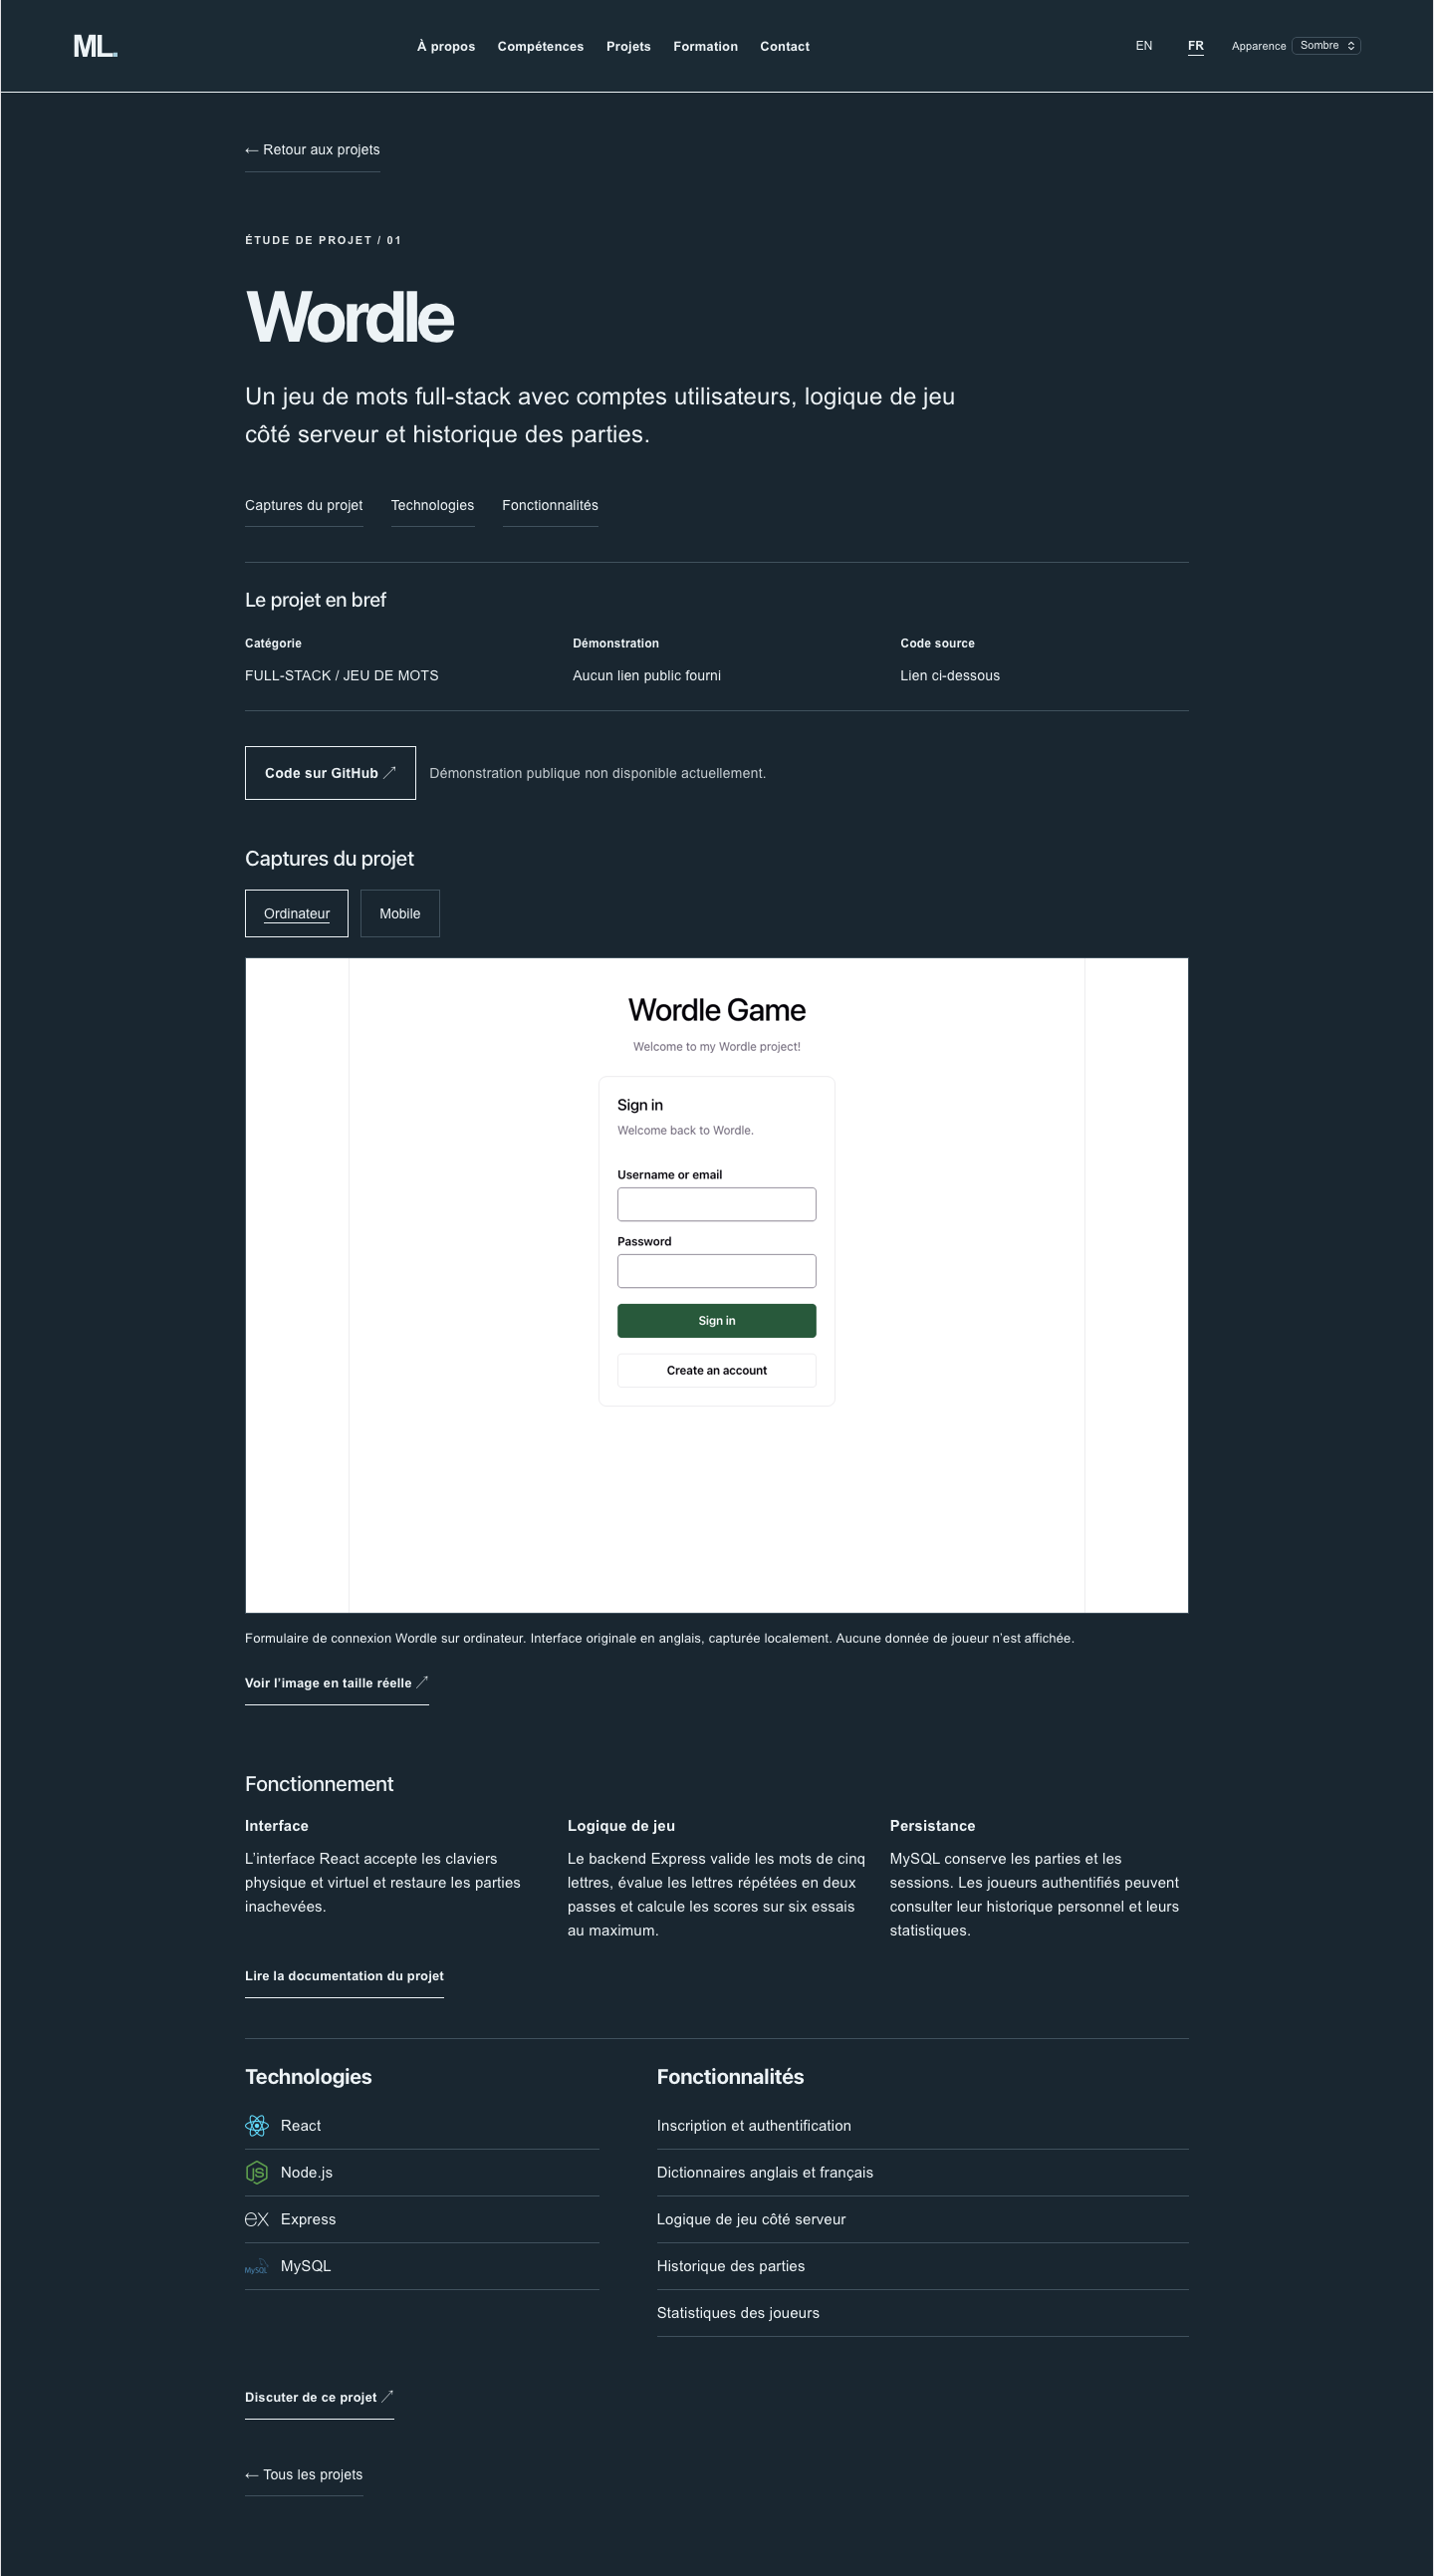 ML.
À propos Compétences Projets Formation Contact
EN FR Apparence Sombre
← Retour aux projets
ÉTUDE DE PROJET / 01
Wordle
Un jeu de mots full-stack avec comptes utilisateurs, logique de jeu
côté serveur et historique des parties.
Captures du projet Technologies Fonctionnalités
Le projet en bref
Catégorie
FULL-STACK / JEU DE MOTS
Démonstration
Aucun lien public fourni
Code source
Lien ci-dessous
Code sur GitHub ↗
Démonstration publique non disponible actuellement.
Captures du projet
Ordinateur Mobile
Wordle Game
Welcome to my Wordle project!
Sign in
Welcome back to Wordle.
Username or email
Password
Sign in
Create an account
Formulaire de connexion Wordle sur ordinateur. Interface originale en anglais, capturée localement. Aucune donnée de joueur n’est affichée.
Voir l’image en taille réelle ↗
Fonctionnement
Interface
L’interface React accepte les claviers
physique et virtuel et restaure les parties
inachevées.
Logique de jeu
Le backend Express valide les mots de cinq
lettres, évalue les lettres répétées en deux
passes et calcule les scores sur six essais
au maximum.
Persistance
MySQL conserve les parties et les
sessions. Les joueurs authentifiés peuvent
consulter leur historique personnel et leurs
statistiques.
Lire la documentation du projet
Technologies
React
JS Node.js
ex Express
MySQL MySQL
Fonctionnalités
Inscription et authentification
Dictionnaires anglais et français
Logique de jeu côté serveur
Historique des parties
Statistiques des joueurs
Discuter de ce projet ↗
← Tous les projets